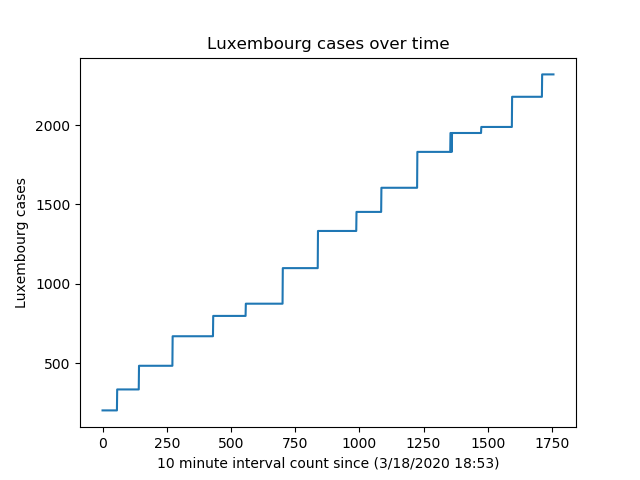 Luxembourg cases over time
2000
1500
1000
500
Luxembourg cases
0 250 500 750 1000 1250 1500 1750
10 minute interval count since (3/18/2020 18:53)